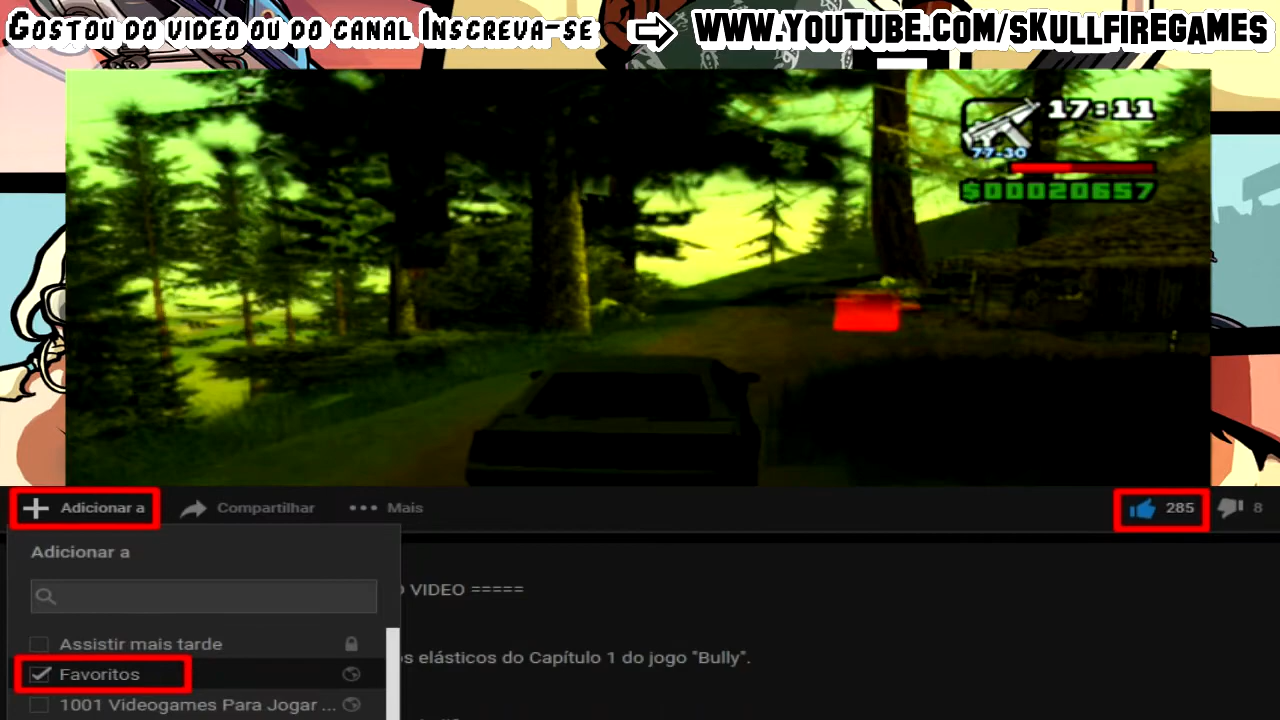 Gostou do video ou do canal Inscreva-se
www.youtube.com/skullfiregames
17:11
77-30
$00020657
Adicionar a
Compartilhar
Mais
285
8
Adicionar a
VIDEO =====
Assistir mais tarde
os elásticos do Capítulo 1 do jogo "Bully".
Favoritos
1001 Videogames Para Jogar ...